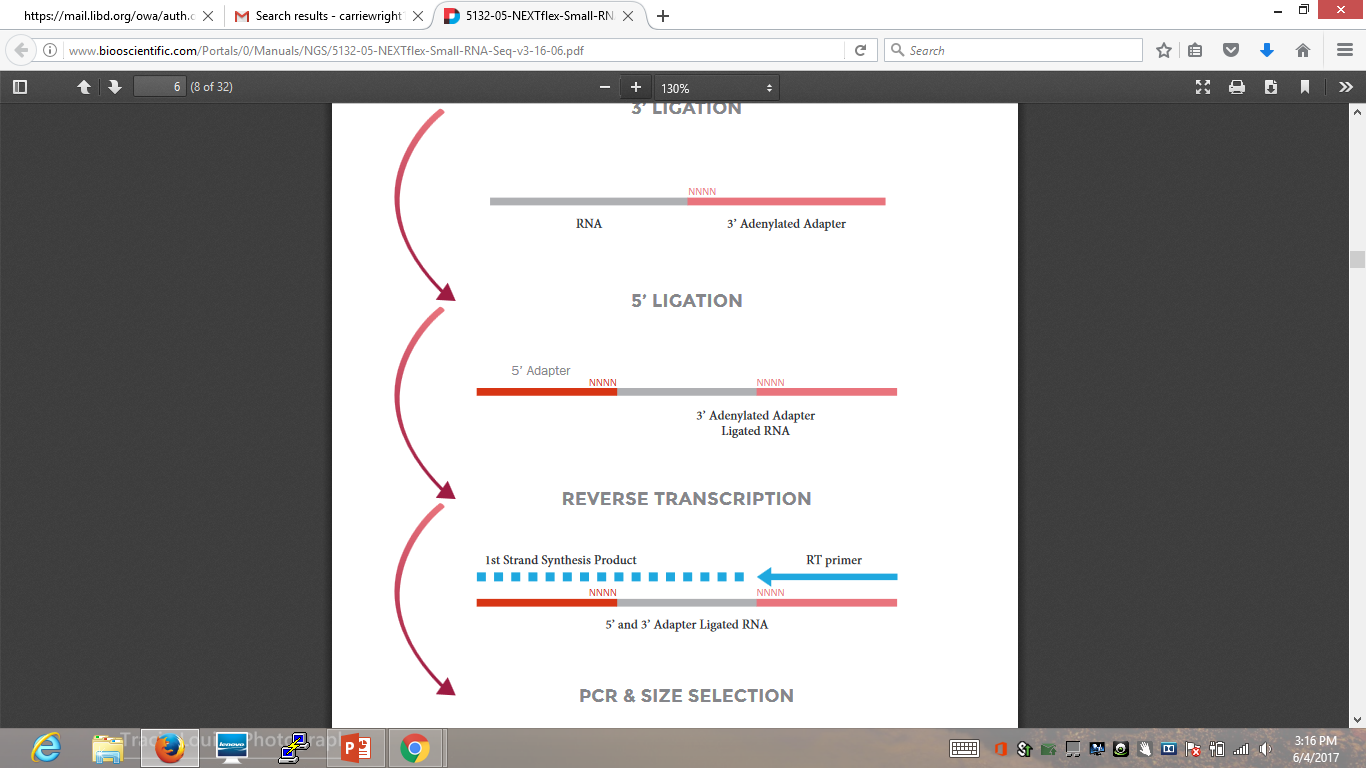 https://mail.libd.org/owa/auth.c
Search results - carriewright
5132-05-NEXTflex-Small-RN
www.biooscientific.com/Portals/0/Manuals/NGS/5132-05-NEXTflex-Small-RNA-Seq-v3-16-06.pdf
Search
6 (8 of 32)
130%
3’ LIGATION
NNNN
RNA
3’ Adenylated Adapter
5’ LIGATION
5’ Adapter
NNNN
NNNN
3’ Adenylated Adapter
Ligated RNA
REVERSE TRANSCRIPTION
1st Strand Synthesis Product
RT primer
NNNN
NNNN
5’ and 3’ Adapter Ligated RNA
PCR & SIZE SELECTION
lenovo
3:16 PM
6/4/2017